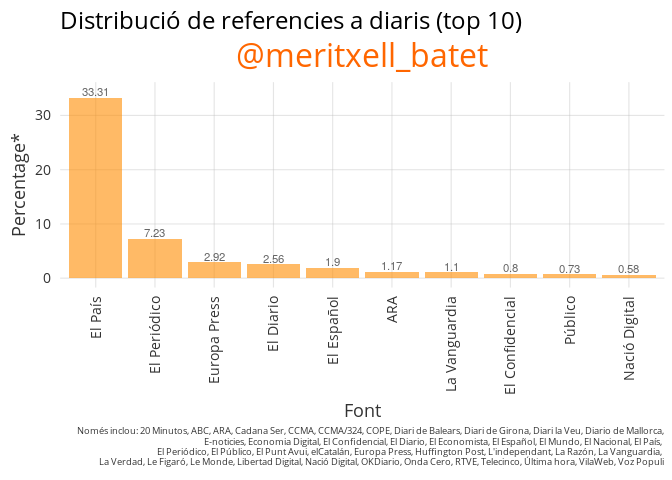 Distribució de referencies a diaris (top 10)
@meritxell_batet
33.31
7.23
2.92
2.56
1.9
1.17
1.1
0.8
0.73
0.58
30
20
10
0
Percentage*
El País
El Periódico
Europa Press
El Diario
El Español
ARA
La Vanguardia
El Confidencial
Público
Nació Digital
Font
Només inclou: 20 Minutos, ABC, ARA, Cadana Ser, CCMA, CCMA/324, COPE, Diari de Balears, Diari de Girona, Diari la Veu, Diario de Mallorca,
E-noticies, Economia Digital, El Confidencial, El Diario, El Economista, El Español, El Mundo, El Nacional, El País,
El Periódico, El Público, El Punt Avui, elCatalán, Europa Press, Huffington Post, L'independant, La Razón, La Vanguardia,
La Verdad, Le Figaró, Le Monde, Libertad Digital, Nació Digital, OKDiario, Onda Cero, RTVE, Telecinco, Última hora, VilaWeb, Voz Populi